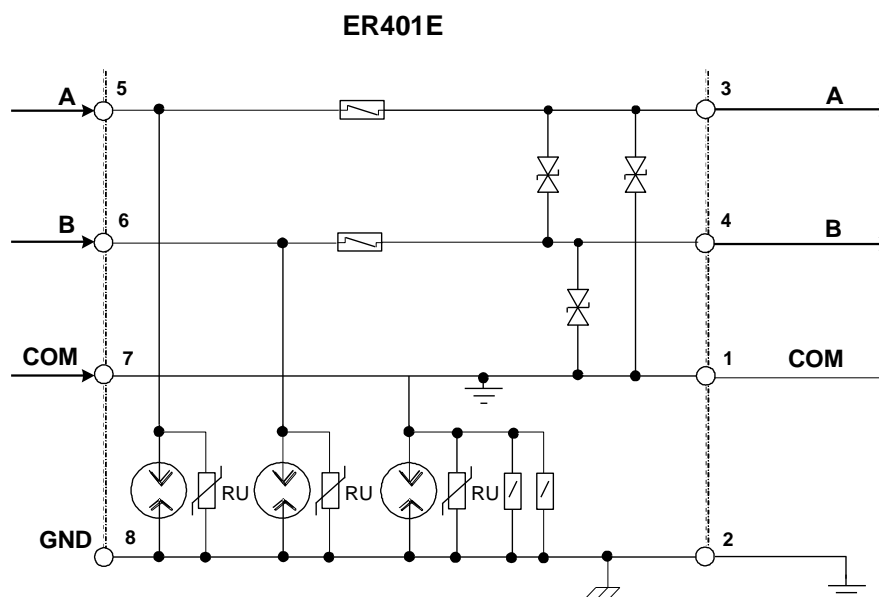 ER401E
A 5 3 A
B 6 4 B
COM 7 1 COM
RU RU RU
GND 8 2